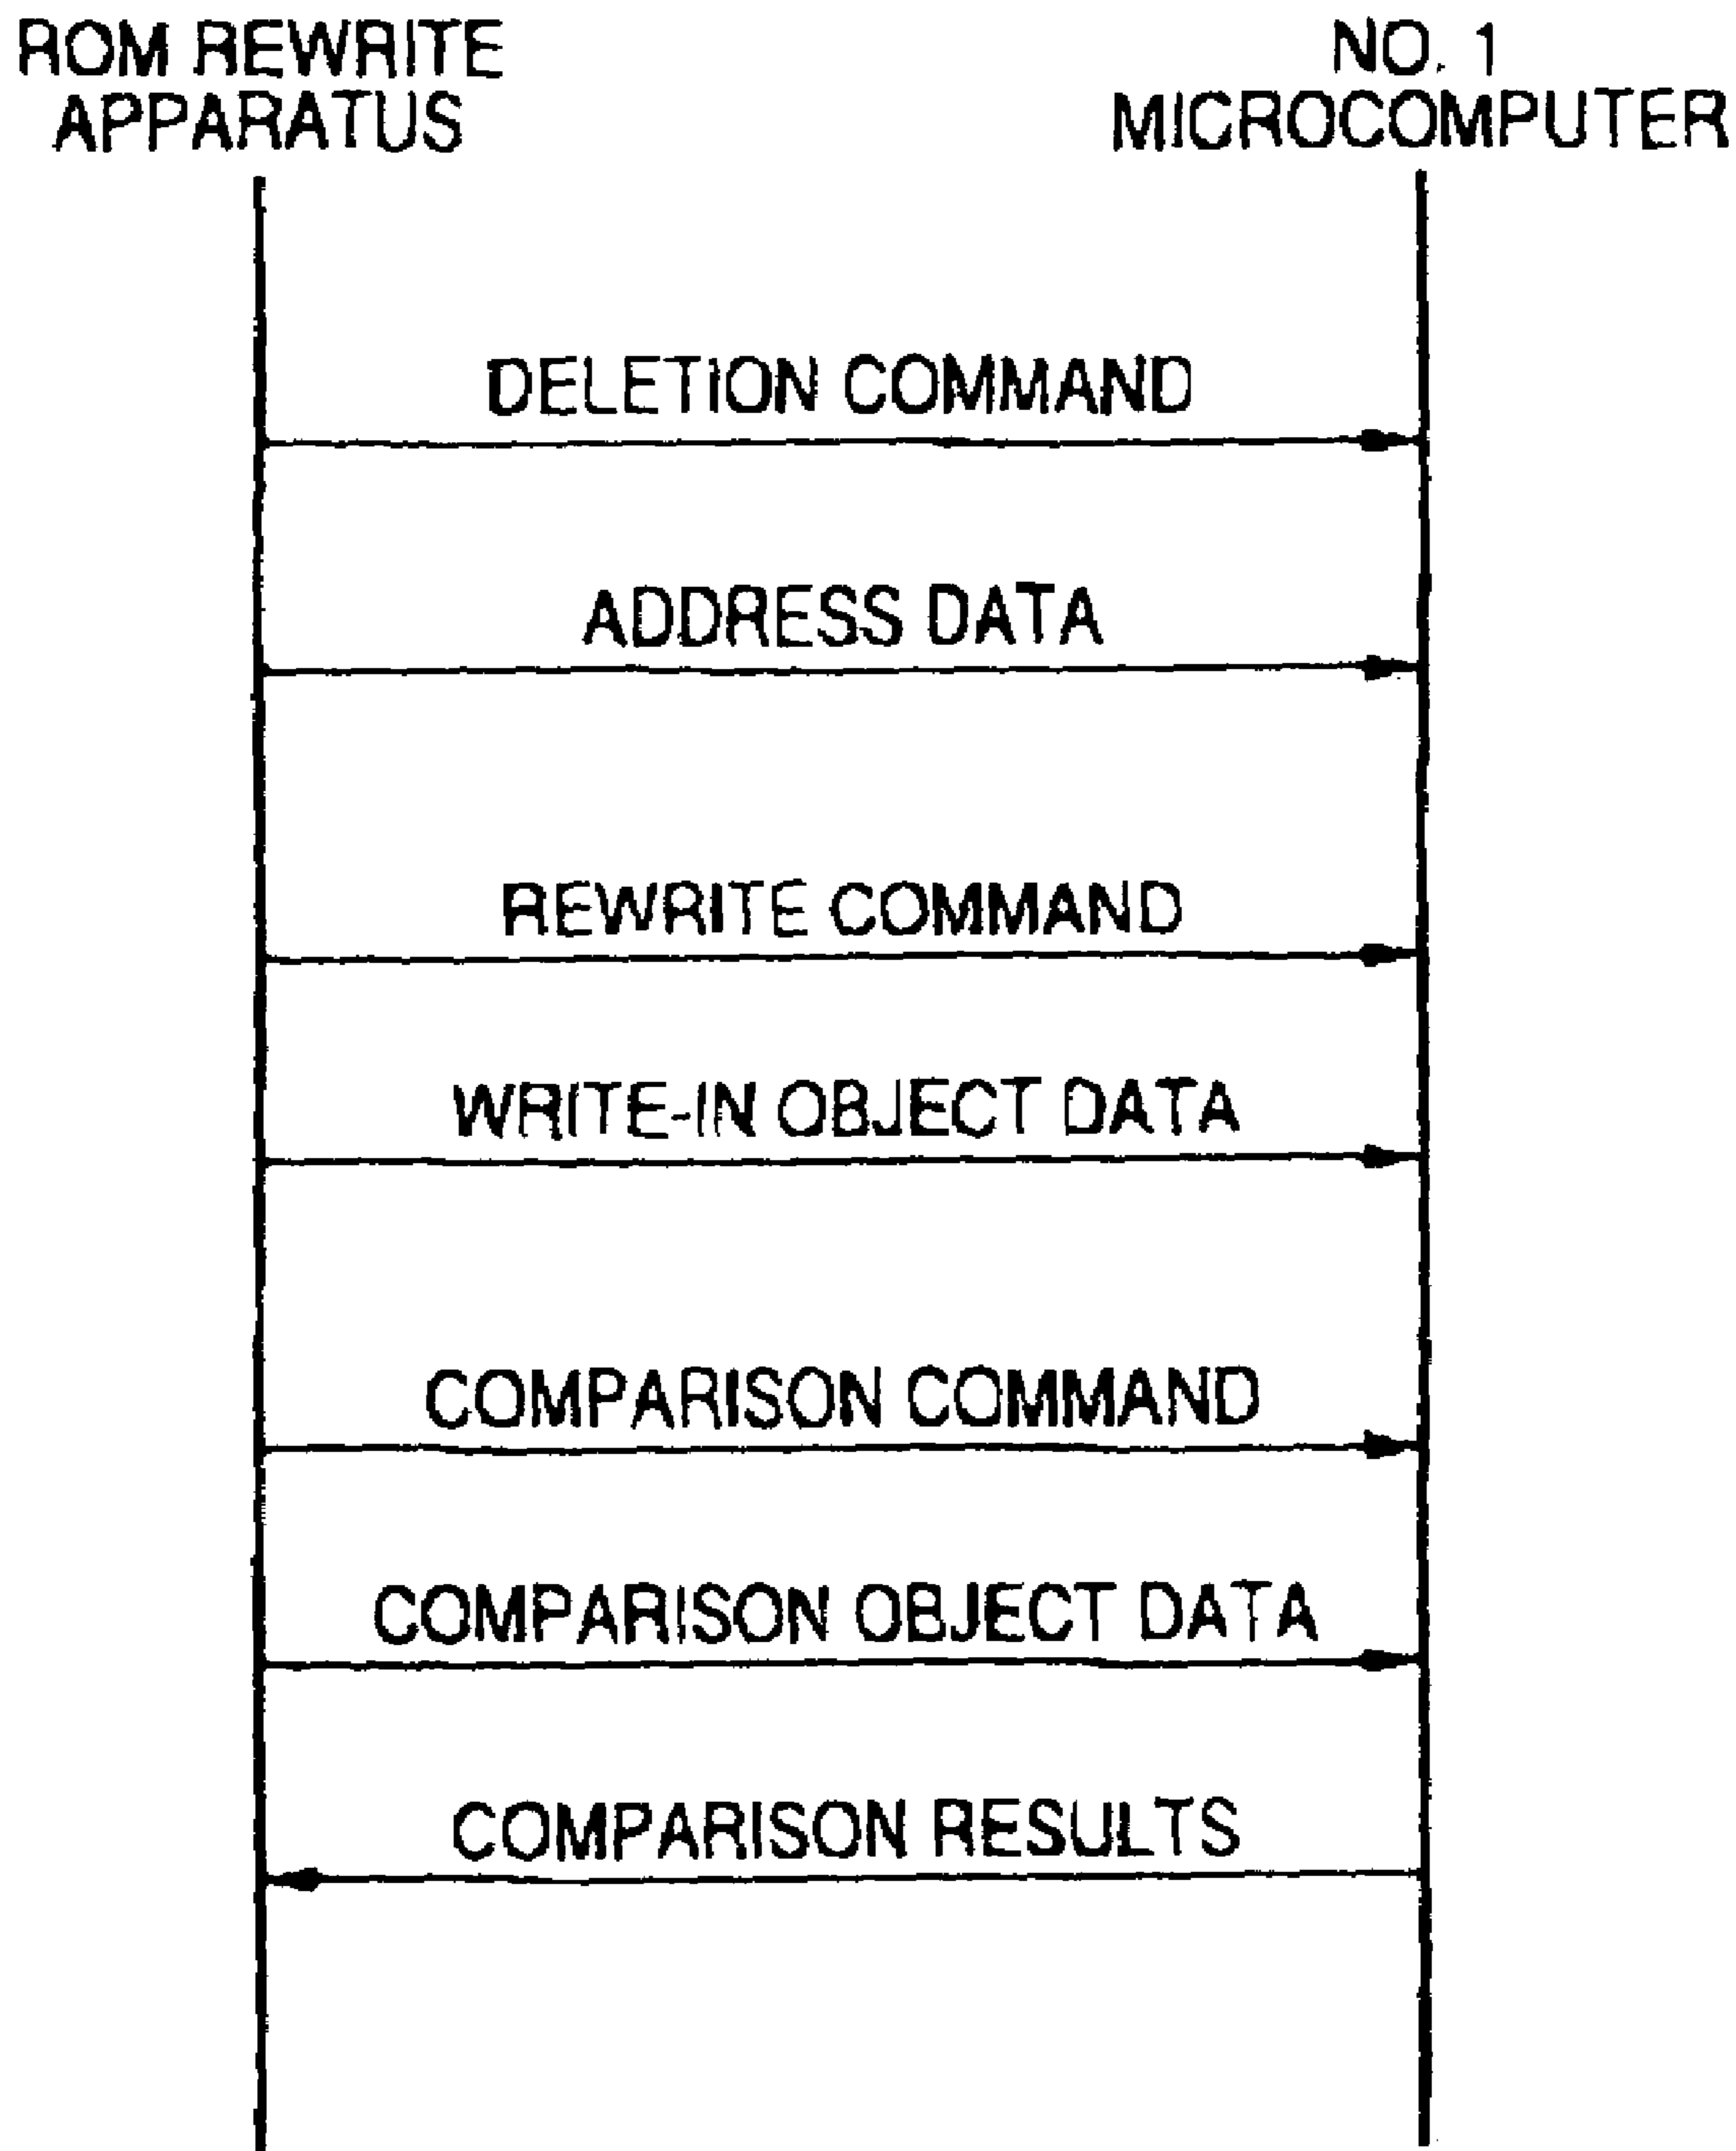 ROM REWRITE
APPARATUS
NO. 1
MICROCOMPUTER
DELETION COMMAND
ADDRESS DATA
REWRITE COMMAND
WRITE-IN OBJECT DATA
COMPARISON COMMAND
COMPARISON OBJECT DATA
COMPARISON RESULTS